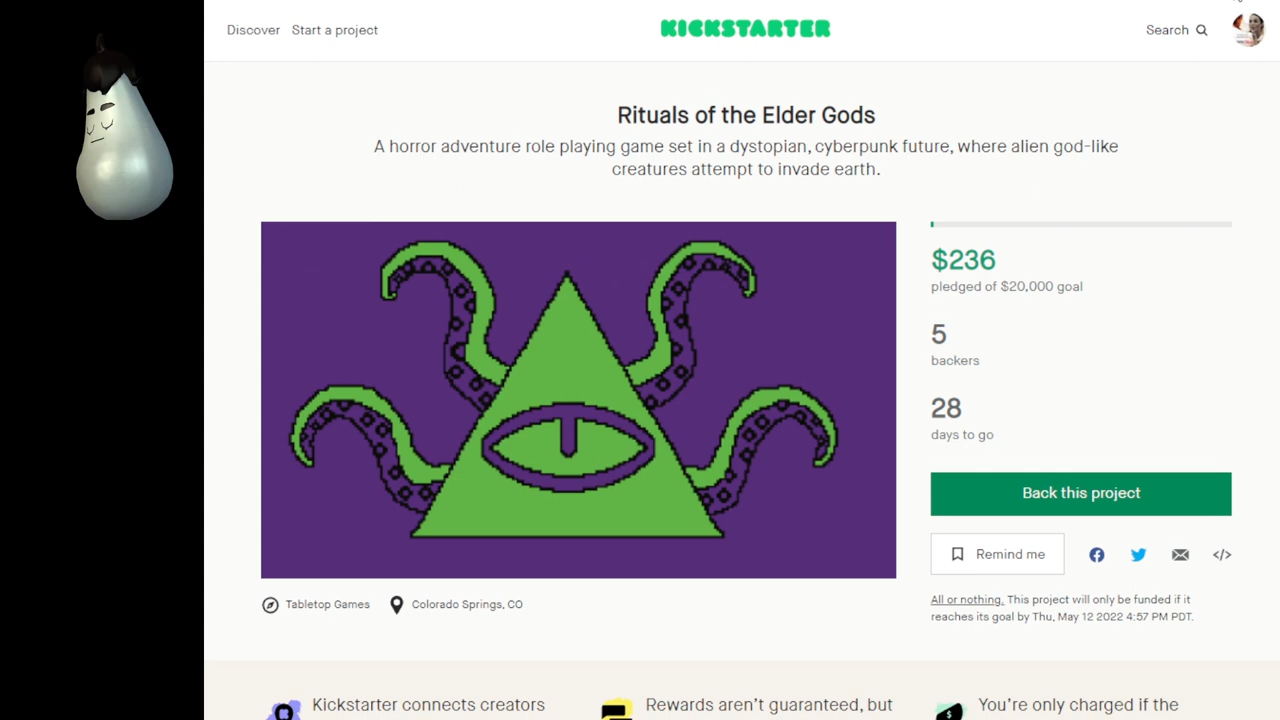 Discover Start a project KICKSTARTER Search
Rituals of the Elder Gods
A horror adventure role playing game set in a dystopian, cyberpunk future, where alien god-like
creatures attempt to invade earth.
$236
pledged of $20,000 goal
5
backers
28
days to go
Back this project
Remind me
All or nothing. This project will only be funded if it
reaches its goal by Thu, May 12 2022 4:57 PM PDT.
Tabletop Games Colorado Springs, CO
Kickstarter connects creators
Rewards aren't guaranteed, but
You're only charged if the